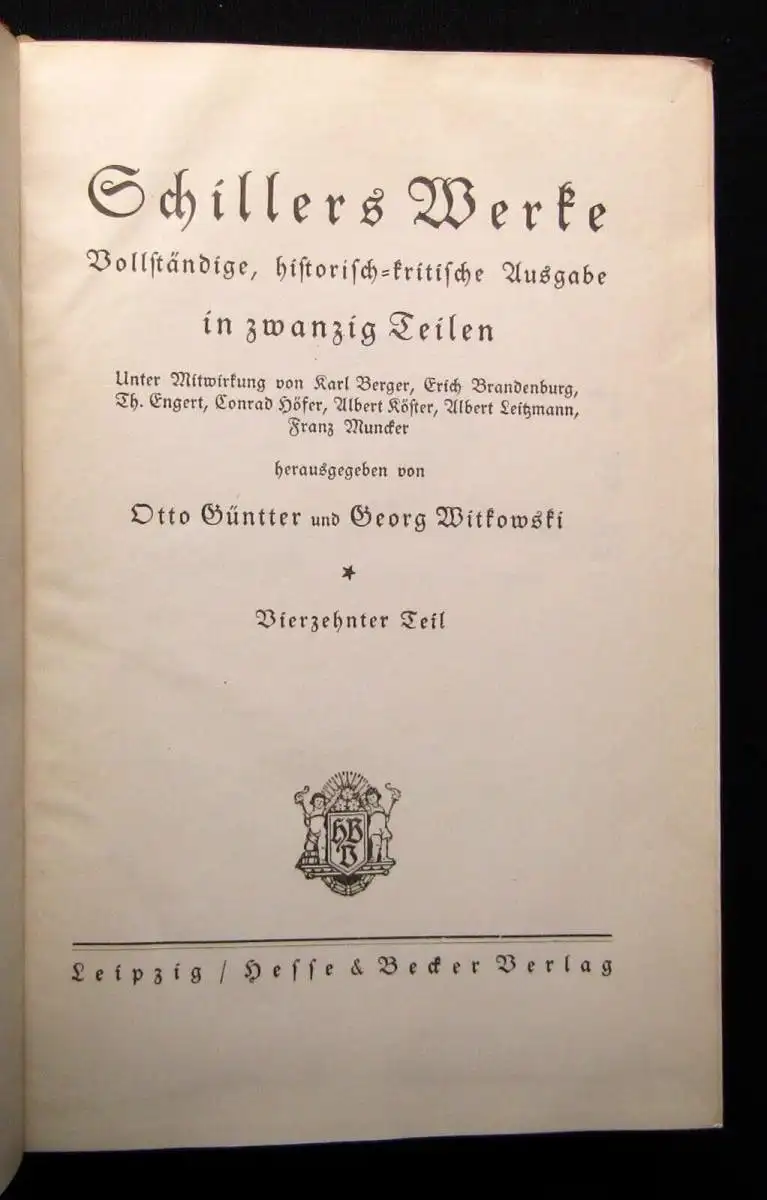 Schillers Werke
Vollständige, historisch-kritische Ausgabe
in zwanzig Teilen
Unter Mitwirkung von Karl Berger, Erich Brandenburg,
Th. Engert, Conrad Höfer, Albert Köster, Albert Leitzmann,
Franz Muncker
herausgegeben von
Otto Güntter und Georg Witkowski
*
Vierzehnter Teil
HB
V
Leipzig / Hesse & Becker Verlag